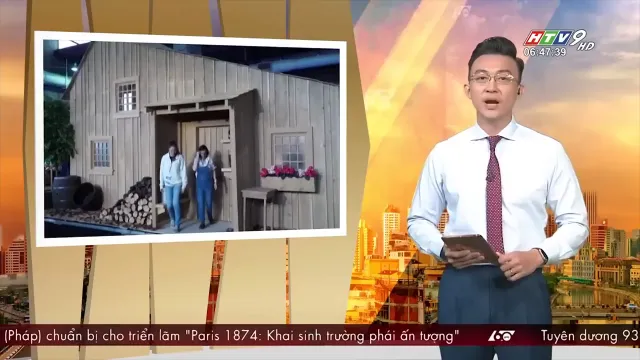 HTV9 HD
06:47:39
(Pháp) chuẩn bị cho triển lãm "Paris 1874: Khai sinh trường phái ấn tượng" 60 Tuyên dương 93